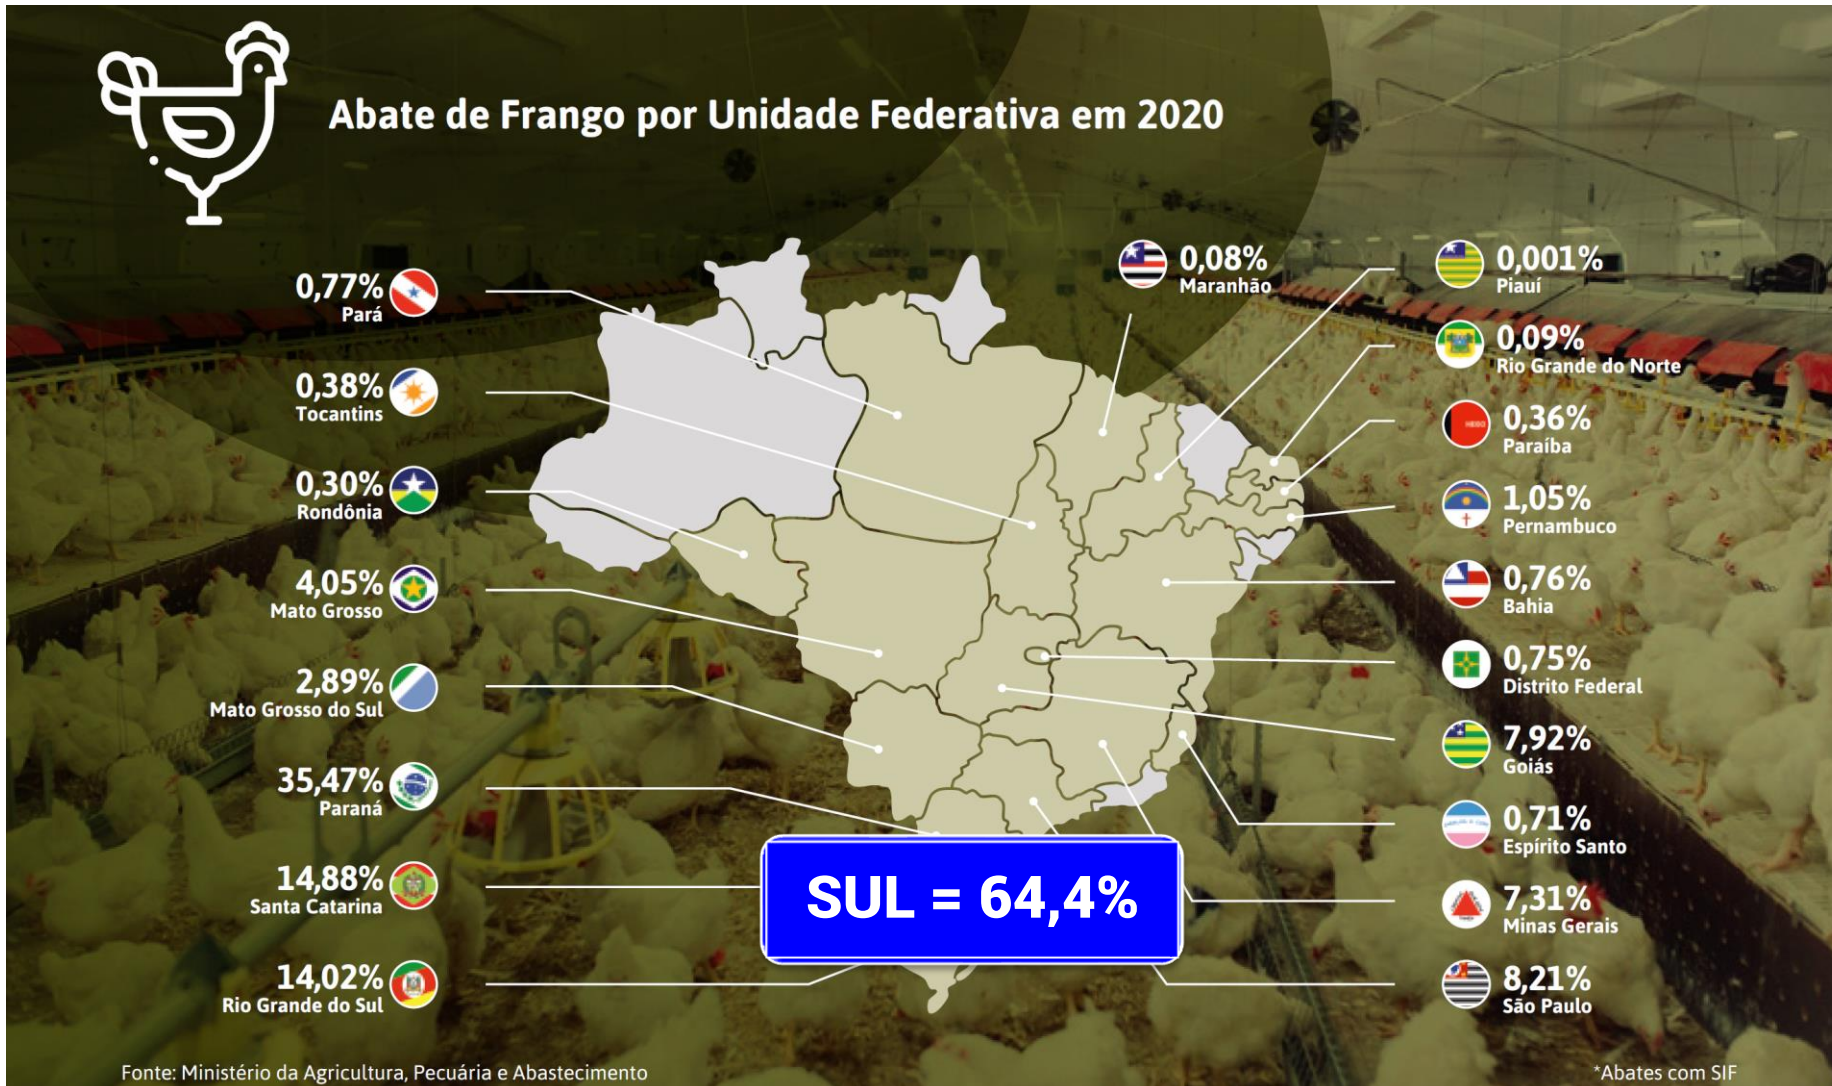 Abate de Frango por Unidade Federativa em 2020
0,77%
Pará
0,38%
Tocantins
0,30%
Rondônia
4,05%
Mato Grosso
2,89%
Mato Grosso do Sul
35,47%
Paraná
14,88%
Santa Catarina
14,02%
Rio Grande do Sul
0,08%
Maranhão
0,001%
Piauí
0,09%
Rio Grande do Norte
0,36%
Paraíba
1,05%
Pernambuco
0,76%
Bahia
0,75%
Distrito Federal
7,92%
Goiás
0,71%
Espírito Santo
7,31%
Minas Gerais
8,21%
São Paulo
SUL = 64,4%
Fonte: Ministério da Agricultura, Pecuária e Abastecimento
*Abates com SIF